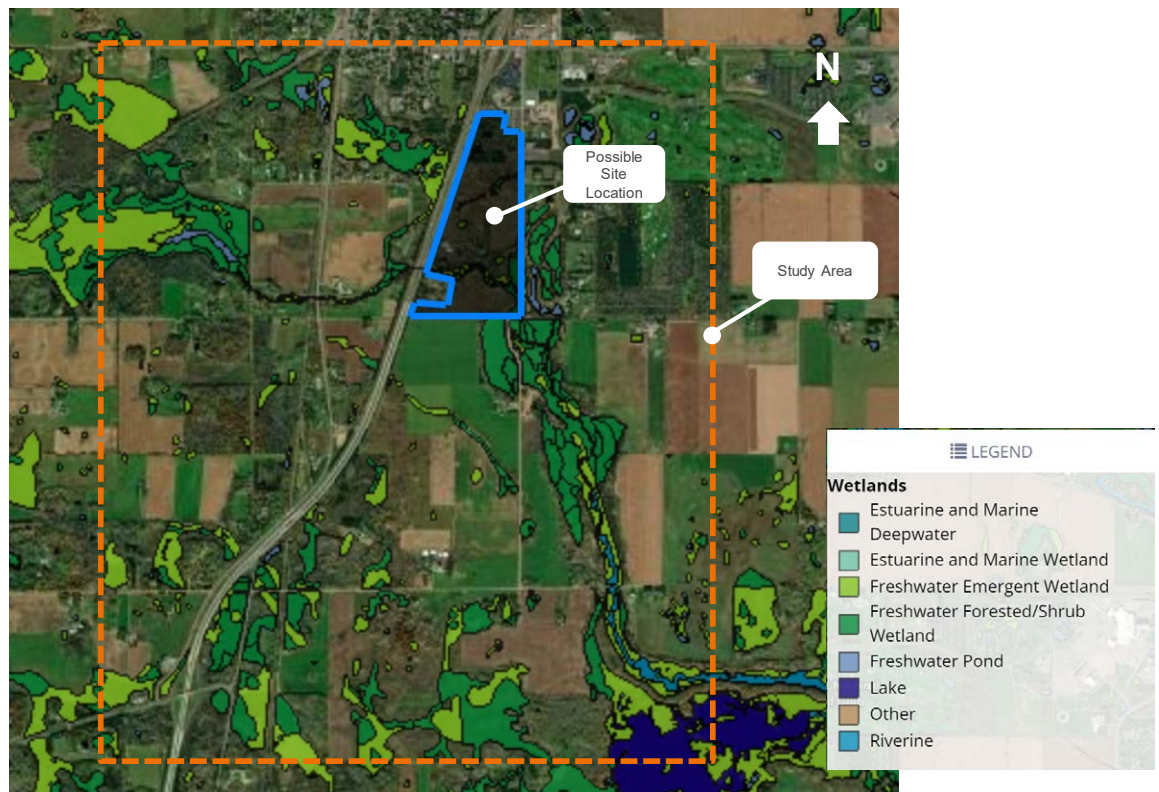 N
Possible
Site
Location
Study Area
LEGEND
Wetlands
Estuarine and Marine
Deepwater
Estuarine and Marine Wetland
Freshwater Emergent Wetland
Freshwater Forested/Shrub
Wetland
Freshwater Pond
Lake
Other
Riverine